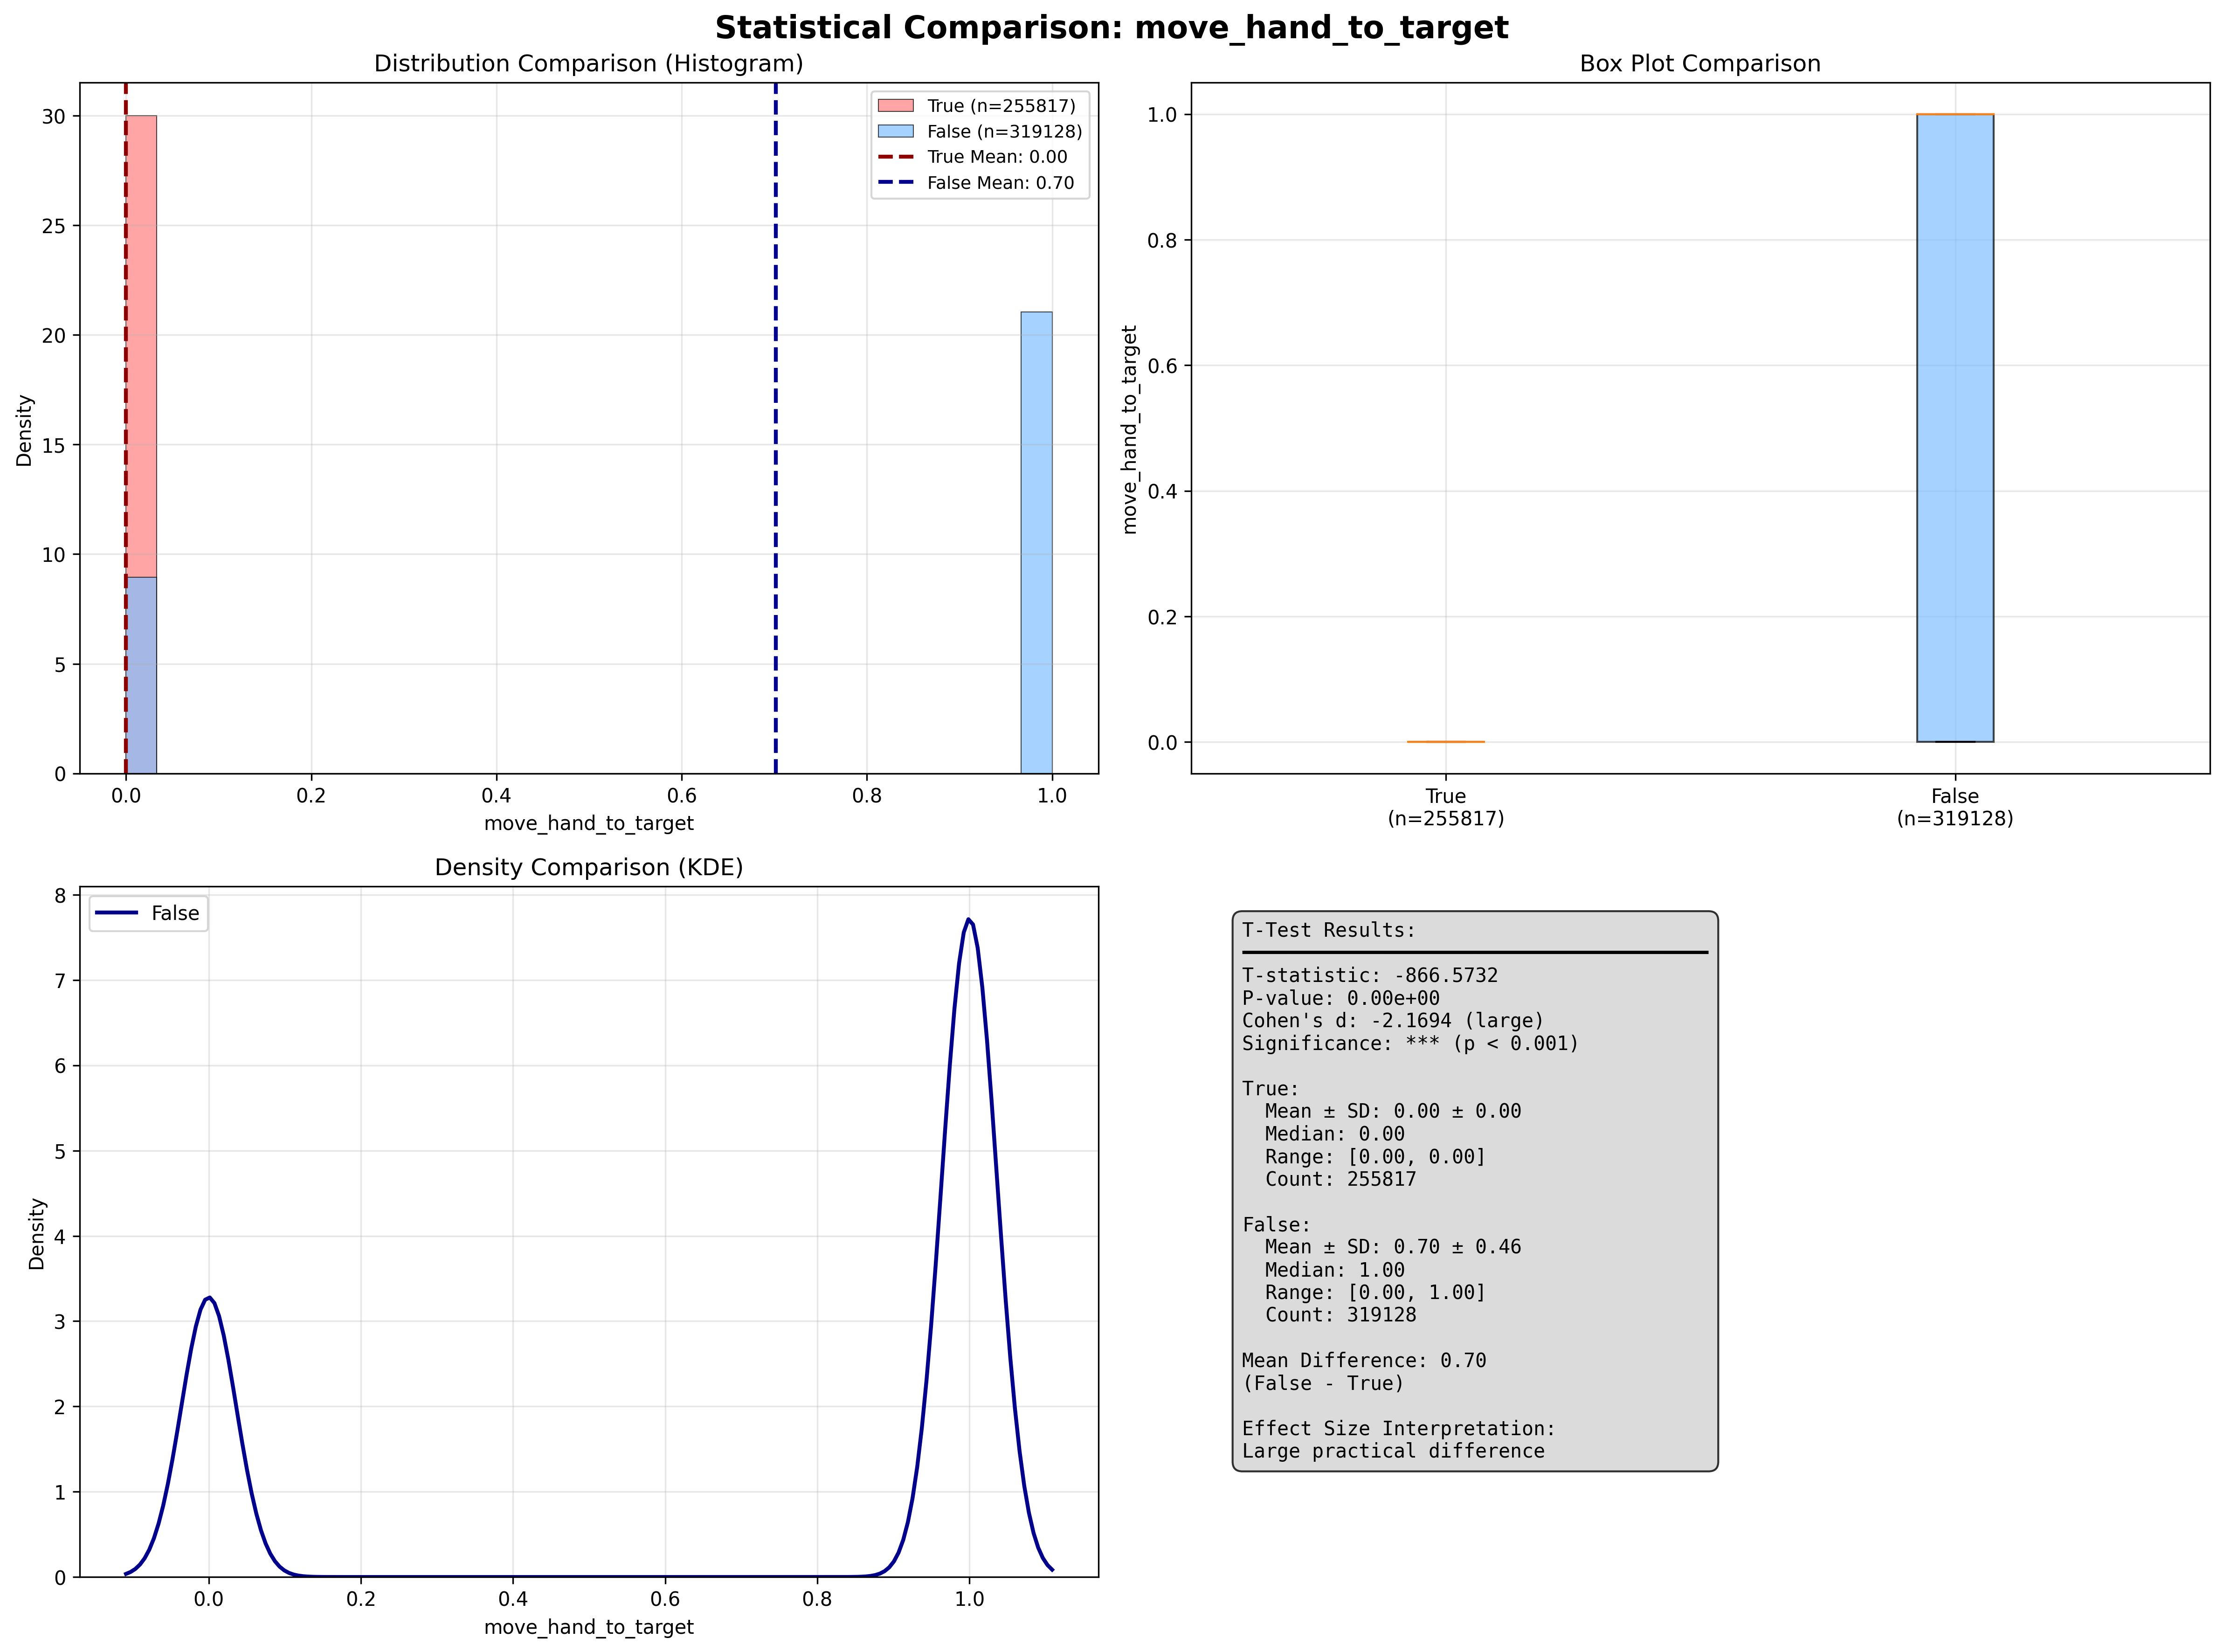 Statistical Comparison: move_hand_to_target
Distribution Comparison (Histogram)
30
25
20
15
10
5
0
Density
0.0 0.2 0.4 0.6 0.8 1.0
move_hand_to_target
True (n=255817)
False (n=319128)
True Mean: 0.00
False Mean: 0.70
Box Plot Comparison
1.0
0.8
0.6
0.4
0.2
0.0
move_hand_to_target
True
(n=255817)
False
(n=319128)
Density Comparison (KDE)
8
7
6
5
4
3
2
1
0
Density
False
0.0 0.2 0.4 0.6 0.8 1.0
move_hand_to_target
T-Test Results:
T-statistic: -866.5732
P-value: 0.00e+00
Cohen's d: -2.1694 (large)
Significance: *** (p < 0.001)
True:
Mean ± SD: 0.00 ± 0.00
Median: 0.00
Range: [0.00, 0.00]
Count: 255817
False:
Mean ± SD: 0.70 ± 0.46
Median: 1.00
Range: [0.00, 1.00]
Count: 319128
Mean Difference: 0.70
(False - True)
Effect Size Interpretation:
Large practical difference